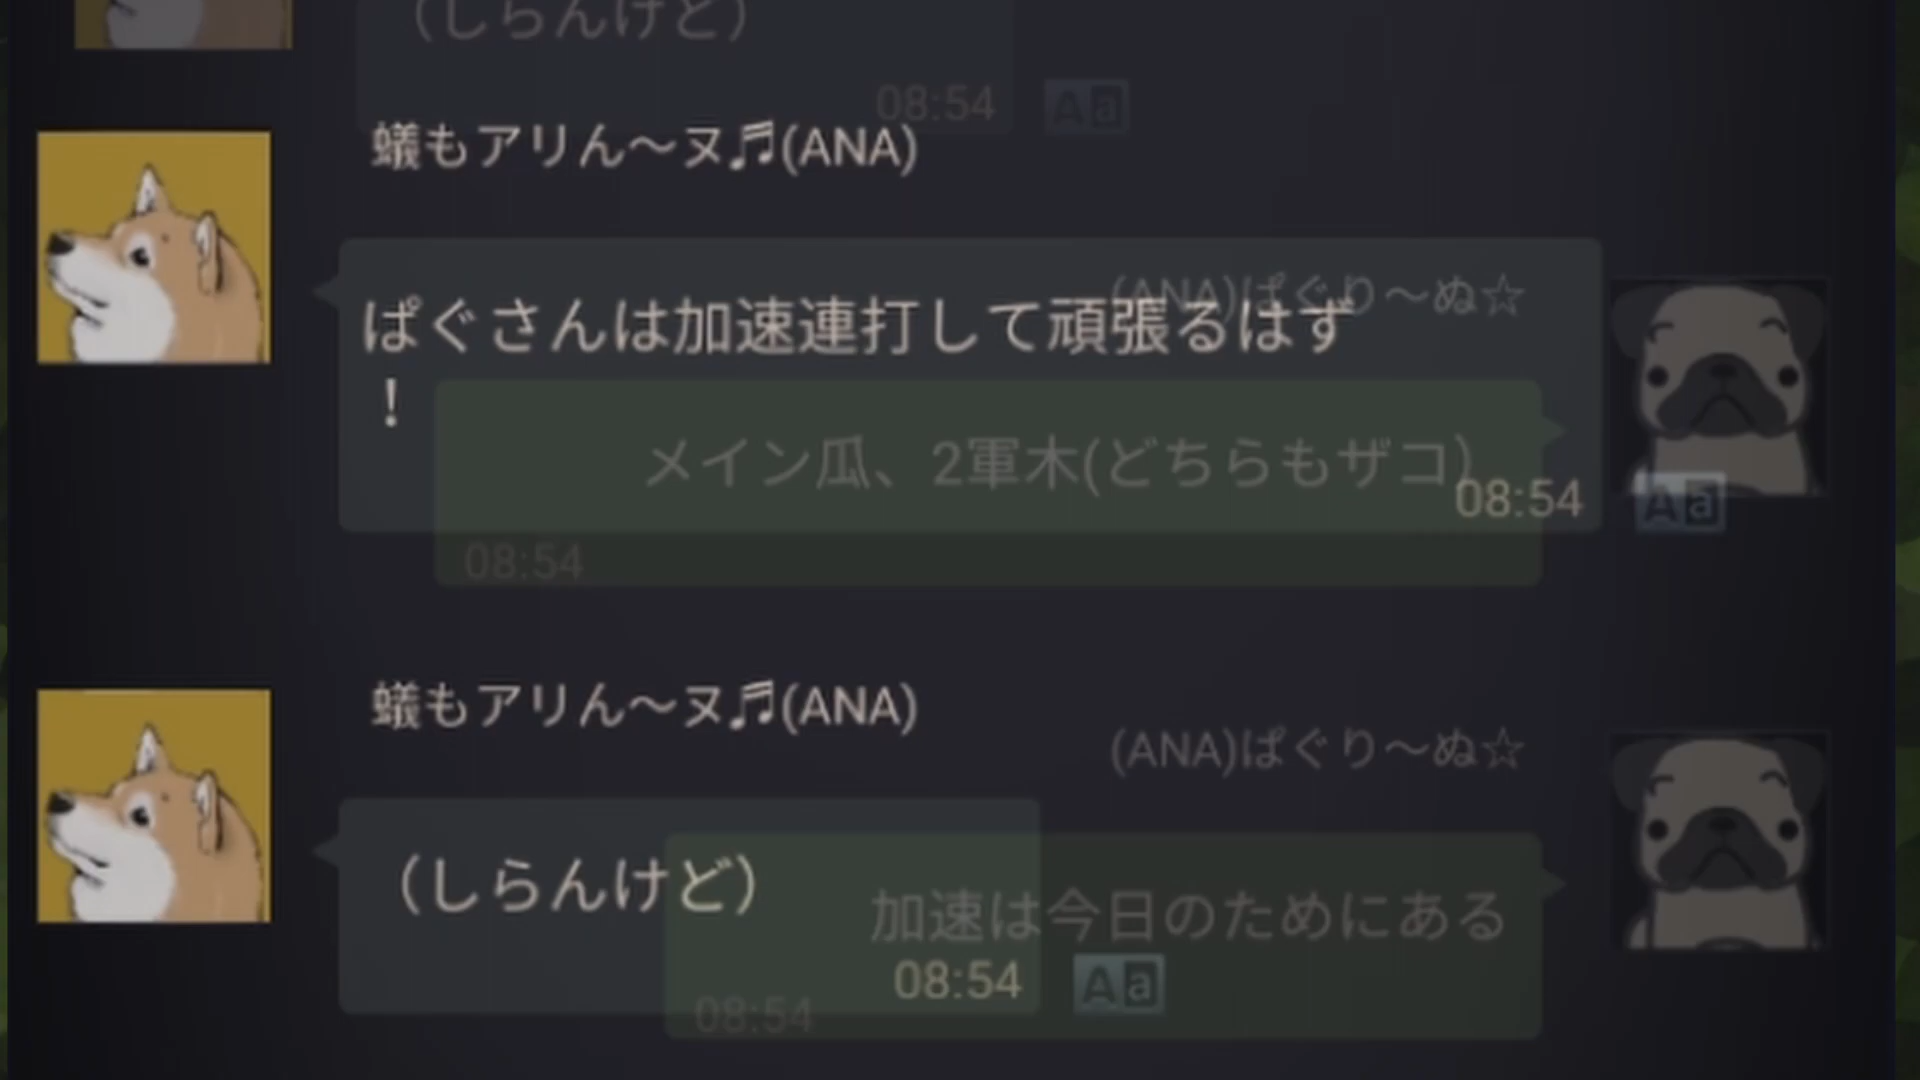 （しらんけど）
08:54 Aa
蟻もアリん～ヌ♬(ANA)
(ANA)ぱぐり～ぬ☆
ぱぐさんは加速連打して頑張るはず
！
メイン瓜、2軍木(どちらもザコ)
08:54 Aa
08:54
蟻もアリん～ヌ♬(ANA)
(ANA)ぱぐり～ぬ☆
（しらんけど）
加速は今日のためにある
08:54 Aa
08:54